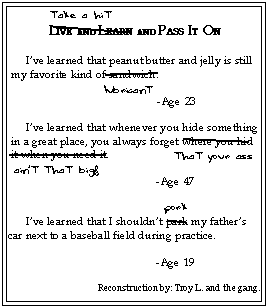 Take a hiT
LIVE AND LEARN AND PASS IT ON
I've learned that peanut butter and jelly is still
my favorite kind of sandwich.
lubricanT
-Age 23
I've learned that whenever you hide something
in a great place, you always forget where you hid
it when you need it
ThaT your ass
ain'T ThaT big!
-Age 47
pork
I've learned that I shouldn't park my father's
car next to a baseball field during practice.
-Age 19
Reconstruction by: Troy L. and the gang.